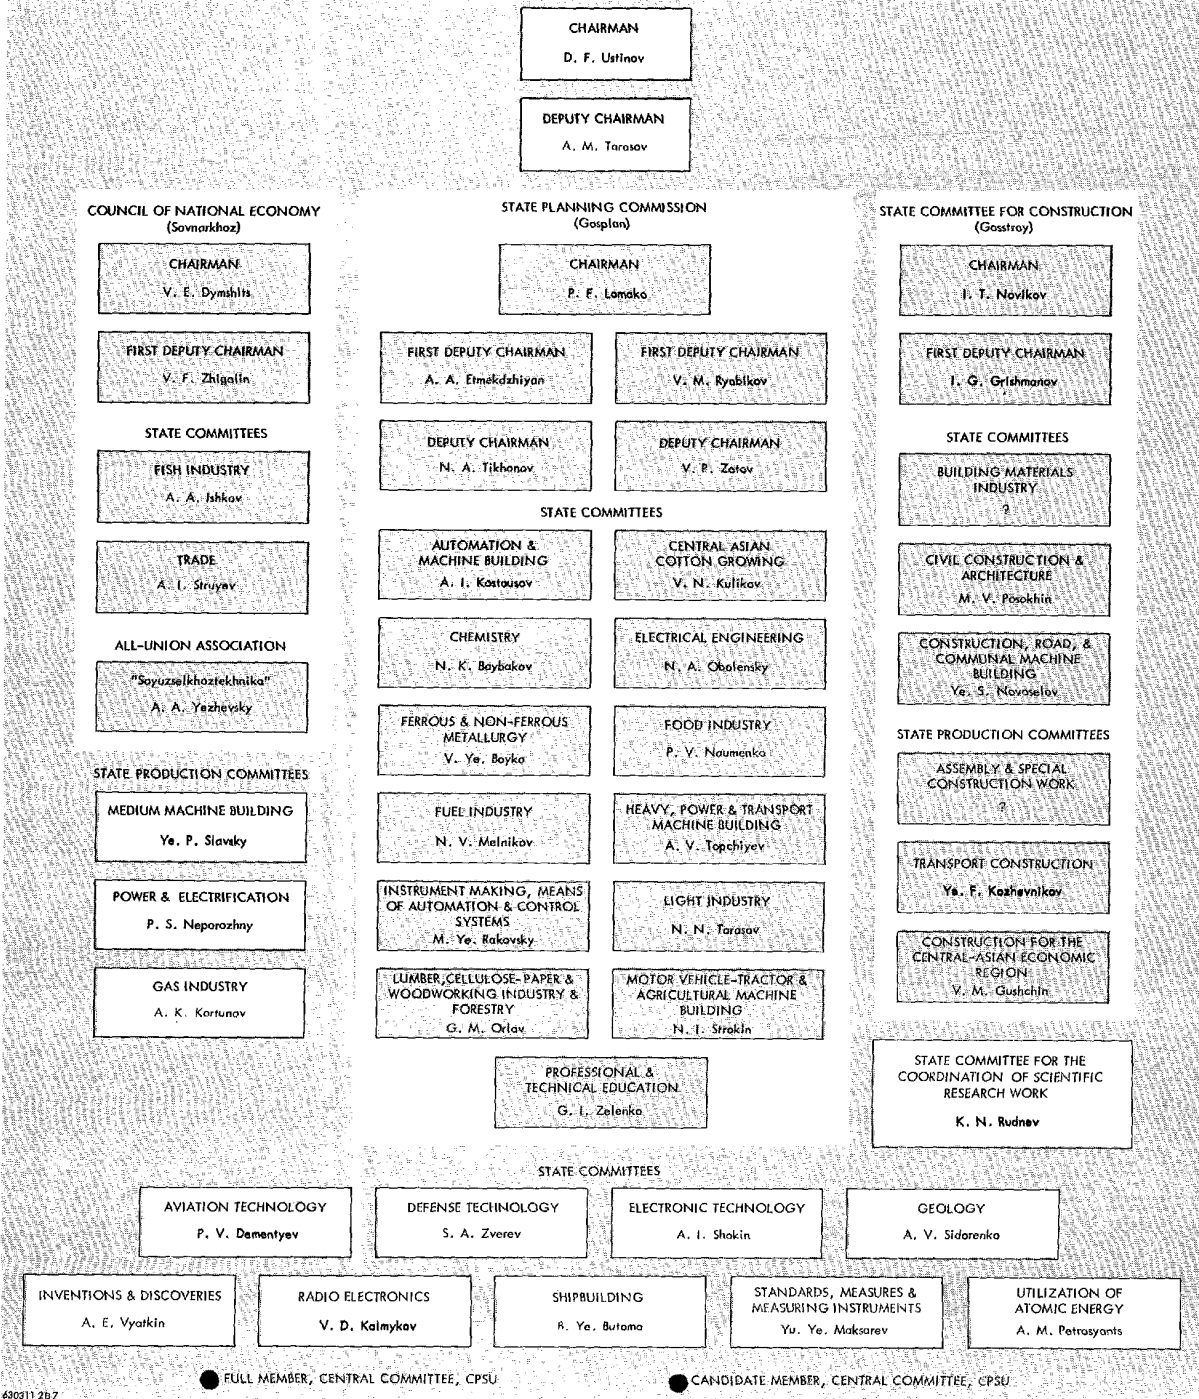 CHAIRMAN
D. F. Ustinov
DEPUTY CHAIRMAN
A. M. Tarasov
COUNCIL OF NATIONAL ECONOMY
(Sovnarkhoz)
CHAIRMAN
V. E. Dymshits
FIRST DEPUTY CHAIRMAN
V. F. Zhigalin
STATE COMMITTEES
FISH INDUSTRY
A. A. Ishkov
TRADE
A. I. Struyev
ALL-UNION ASSOCIATION
"Soyuzselkhoztekhnika"
A. A. Yezhevsky
STATE PRODUCTION COMMITTEES
MEDIUM MACHINE BUILDING
Ye. P. Slavsky
POWER & ELECTRIFICATION
P. S. Neporozhny
GAS INDUSTRY
A. K. Kortunov
STATE PLANNING COMMISSION
(Gosplan)
CHAIRMAN
P. F. Lomako
FIRST DEPUTY CHAIRMAN
A. A. Etmekdzhiyan
FIRST DEPUTY CHAIRMAN
V. M. Ryabikov
DEPUTY CHAIRMAN
N. A. Tikhonov
DEPUTY CHAIRMAN
V. P. Zotov
STATE COMMITTEES
AUTOMATION &
MACHINE BUILDING
A. I. Kostousov
CENTRAL ASIAN
COTTON GROWING
V. N. Kulikov
CHEMISTRY
N. K. Baybakov
ELECTRICAL ENGINEERING
N. A. Obolensky
FERROUS & NON-FERROUS
METALLURGY
V. Ye. Boyko
FOOD INDUSTRY
P. V. Naumenko
FUEL INDUSTRY
N. V. Melnikov
HEAVY, POWER & TRANSPORT
MACHINE BUILDING
A. V. Topchiyev
INSTRUMENT MAKING, MEANS
OF AUTOMATION & CONTROL
SYSTEMS
M. Ye. Rakovsky
LIGHT INDUSTRY
N. N. Tarasov
LUMBER, CELLULOSE-PAPER &
WOODWORKING INDUSTRY &
FORESTRY
G. M. Orlov
MOTOR VEHICLE-TRACTOR &
AGRICULTURAL MACHINE
BUILDING
N. I. Strokin
PROFESSIONAL &
TECHNICAL EDUCATION
G. I. Zelenko
STATE COMMITTEE FOR CONSTRUCTION
(Gosstroy)
CHAIRMAN
I. T. Novikov
FIRST DEPUTY CHAIRMAN
I. G. Grishmanov
STATE COMMITTEES
BUILDING MATERIALS
INDUSTRY
?
CIVIL CONSTRUCTION &
ARCHITECTURE
M. V. Posokhin
CONSTRUCTION, ROAD, &
COMMUNAL MACHINE
BUILDING
Ye. S. Novoselov
STATE PRODUCTION COMMITTEES
ASSEMBLY & SPECIAL
CONSTRUCTION WORK
?
TRANSPORT CONSTRUCTION
Ye. F. Kozhevnikov
CONSTRUCTION FOR THE
CENTRAL-ASIAN ECONOMIC
REGION
V. M. Gushchin
STATE COMMITTEE FOR THE
COORDINATION OF SCIENTIFIC
RESEARCH WORK
K. N. Rudnev
STATE COMMITTEES
AVIATION TECHNOLOGY
P. V. Dementyev
DEFENSE TECHNOLOGY
S. A. Zverev
ELECTRONIC TECHNOLOGY
A. I. Shokin
GEOLOGY
A. V. Sidorenko
INVENTIONS & DISCOVERIES
A. E. Vyatkin
RADIO ELECTRONICS
V. D. Kalmykov
SHIPBUILDING
B. Ye. Butoma
STANDARDS, MEASURES &
MEASURING INSTRUMENTS
Yu. Ye. Maksarev
UTILIZATION OF
ATOMIC ENERGY
A. M. Petrosyants
FULL MEMBER, CENTRAL COMMITTEE, CPSU
CANDIDATE MEMBER, CENTRAL COMMITTEE, CPSU
630311 2B7